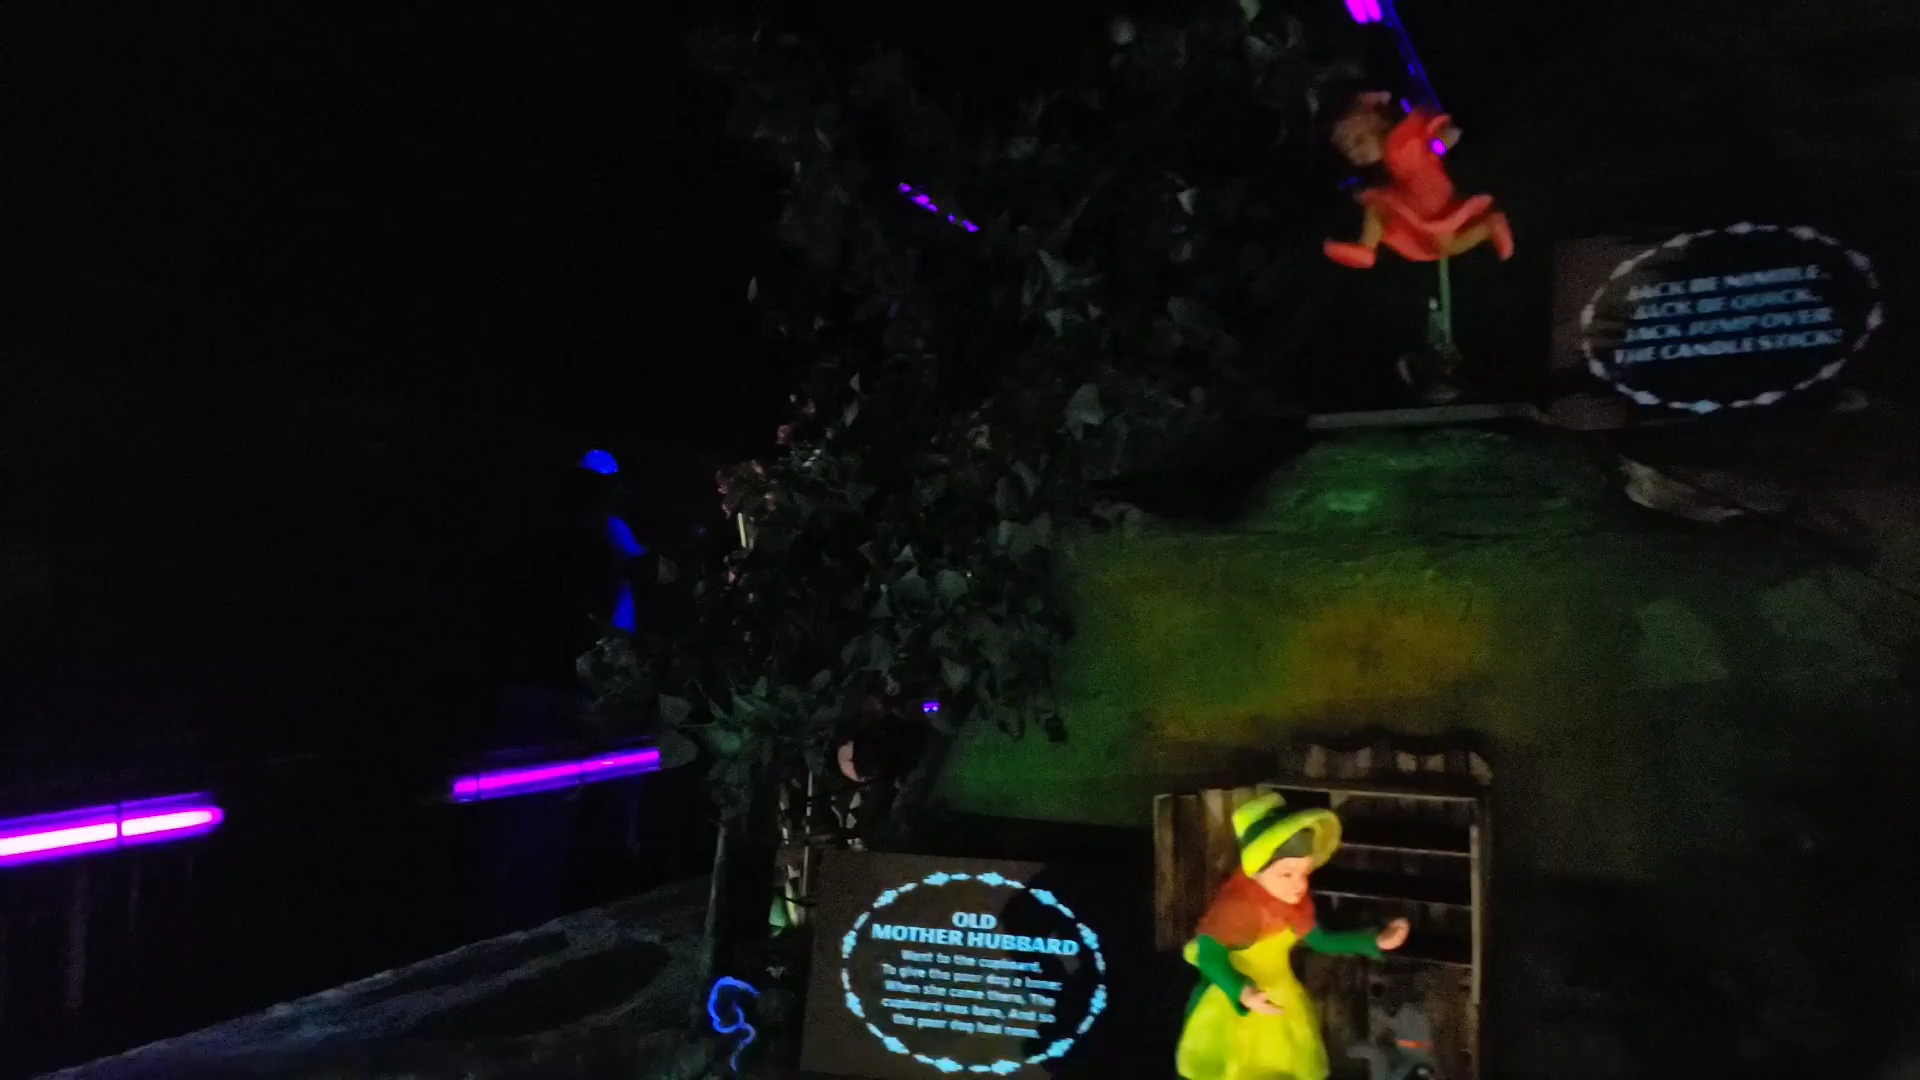 JACK BE NIMBLE,
JACK BE QUICK,
JACK JUMP OVER
THE CANDLESTICK!
OLD
MOTHER HUBBARD
Went to the cupboard,
To give the poor dog a bone:
When she came there, The
cupboard was bare, And so
the poor dog had none.